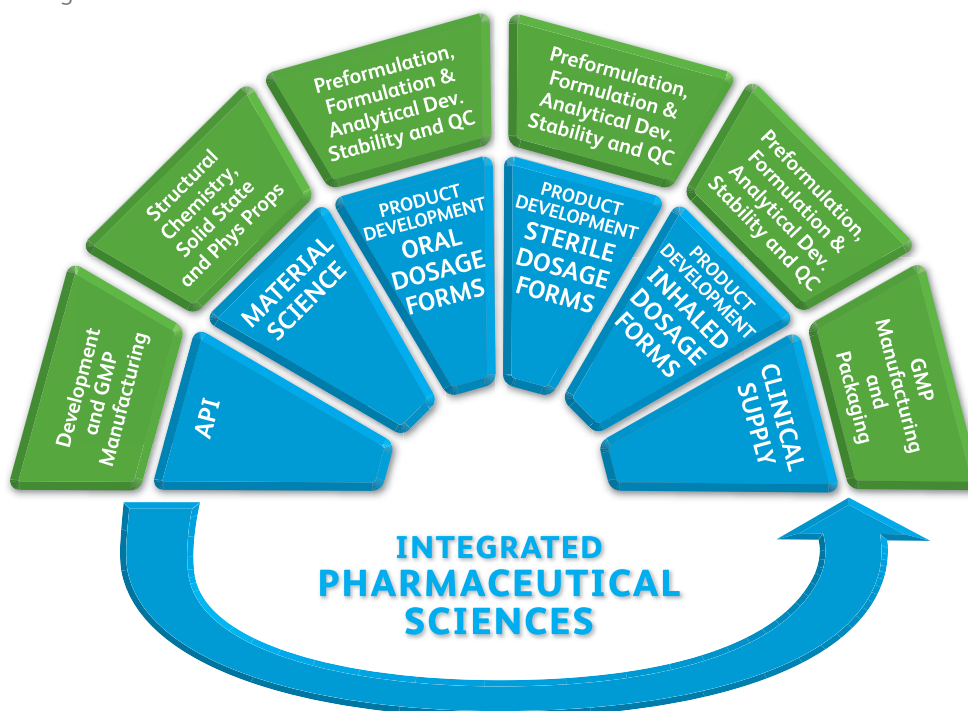 Development
and GMP
Manufacturing
API
Structural
Chemistry,
Solid State
and Phys Props
MATERIAL
SCIENCE
Preformulation,
Formulation &
Analytical Dev.
Stability and QC
PRODUCT
DEVELOPMENT
ORAL
DOSAGE
FORMS
Preformulation,
Formulation &
Analytical Dev.
Stability and QC
PRODUCT
DEVELOPMENT
STERILE
DOSAGE
FORMS
Preformulation,
Formulation &
Analytical Dev.
Stability and QC
PRODUCT
DEVELOPMENT
INHALED
DOSAGE
FORMS
GMP
Manufacturing
and
Packaging
CLINICAL
SUPPLY
INTEGRATED
PHARMACEUTICAL
SCIENCES